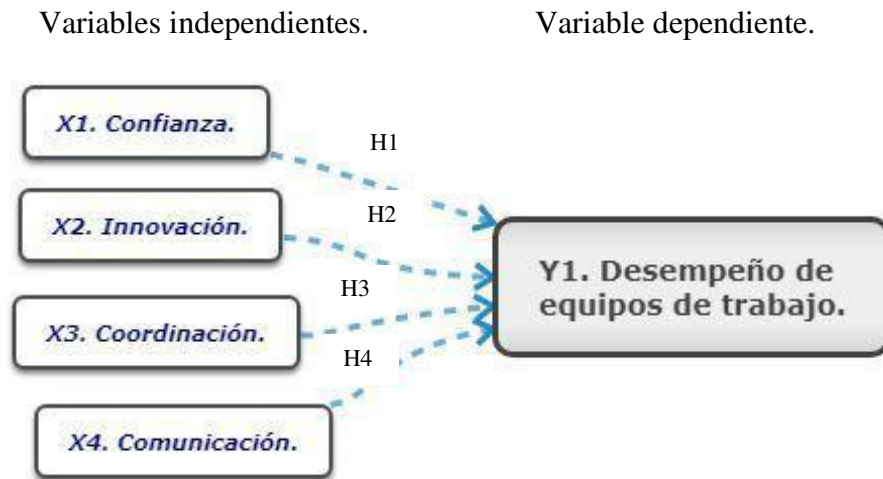 Variables independientes.
Variable dependiente.
X1. Confianza.
H1
X2. Innovación.
H2
H3
X3. Coordinación.
H4
X4. Comunicación.
Y1. Desempeño de
equipos de trabajo.